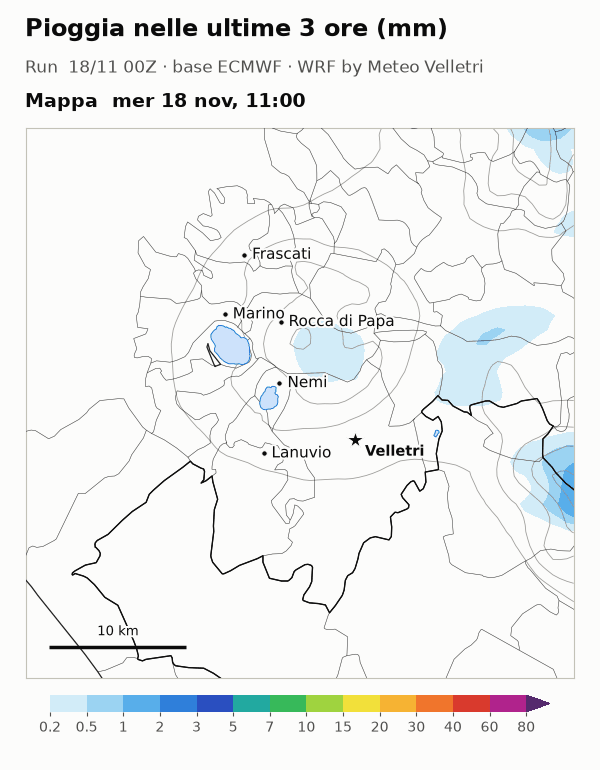 Pioggia nelle ultime 3 ore (mm)
Run  18/11 00Z · base ECMWF · WRF by Meteo Velletri
Mappa  mer 18 nov, 11:00
Frascati
Marino
Rocca di Papa
Nemi
Velletri
Lanuvio
10 km
0.2 0.5 1 2 3 5 7 10 15 20 30 40 60 80